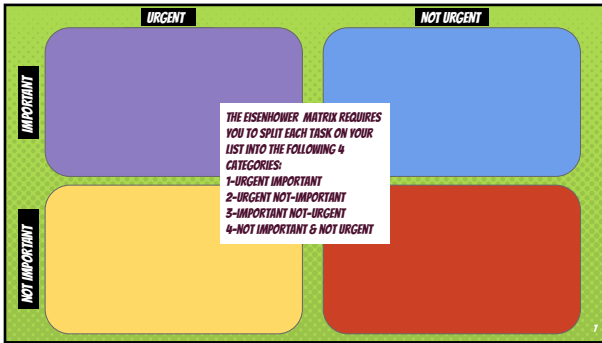 URGENT
NOT URGENT
IMPORTANT
THE EISENHOWER MATRIX REQUIRES
YOU TO SPLIT EACH TASK ON YOUR
LIST INTO THE FOLLOWING 4
CATEGORIES:
1-URGENT IMPORTANT
2-URGENT NOT-IMPORTANT
3-IMPORTANT NOT-URGENT
4-NOT IMPORTANT & NOT URGENT
NOT IMPORTANT